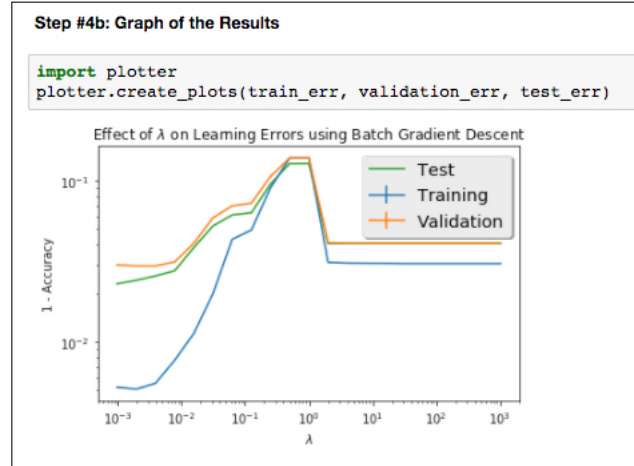 Step #4b: Graph of the Results
import plotter
plotter.create_plots(train_err, validation_err, test_err)
Effect of λ on Learning Errors using Batch Gradient Descent
Test
Training
Validation
10⁻¹
10⁻²
1 - Accuracy
10⁻³ 10⁻² 10⁻¹ 10⁰ 10¹ 10² 10³
λ